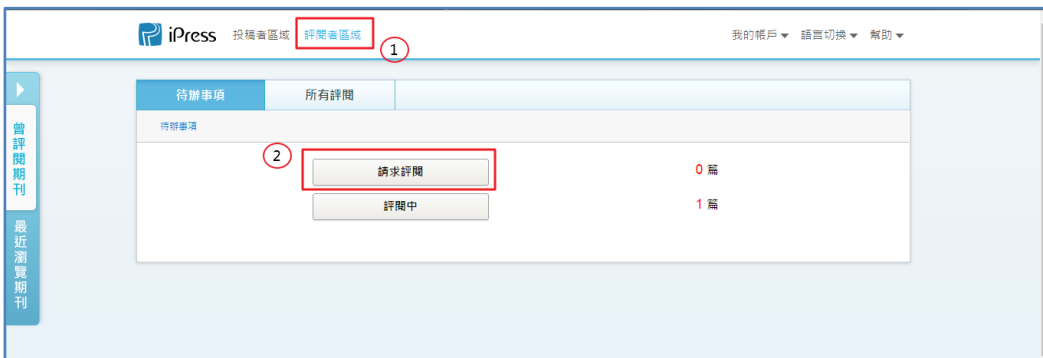 iPress 投稿者區域 評閱者區域 我的帳戶 ▼ 語言切換 ▼ 幫助 ▼
1
待辦事項 所有評閱
待辦事項
2
請求評閱 0 篇
評閱中 1 篇
曾評閱期刊
最近瀏覽期刊